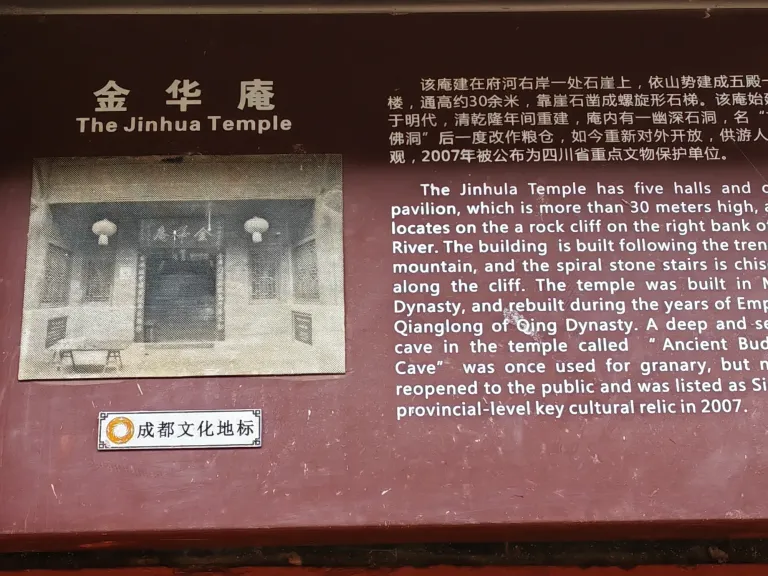 金华庵
The Jinhua Temple
金华庵
成都文化地标
该庵建在府河右岸一处石崖上，依山势建成五殿一
楼，通高约30余米，靠崖石凿成螺旋形石梯。该庵始建
于明代，清乾隆年间重建，庵内有一幽深石洞，名“古
佛洞”后一度改作粮仓，如今重新对外开放，供游人
观，2007年被公布为四川省重点文物保护单位。
The Jinhula Temple has five halls and
pavilion, which is more than 30 meters high,
locates on the a rock cliff on the right bank of
River. The building is built following the
mountain, and the spiral stone stairs is
along the cliff. The temple was built in
Dynasty, and rebuilt during the years of
Qianglong of Qing Dynasty. A deep and
cave in the temple called “Ancient
Cave” was once used for granary, but
reopened to the public and was listed as
provincial-level key cultural relic in 2007.